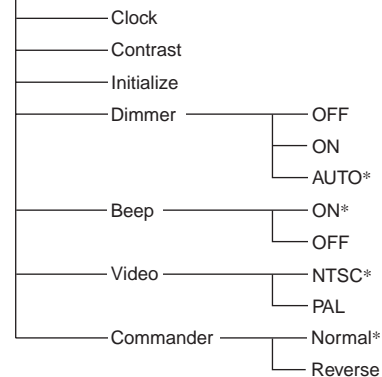 Clock
Contrast
Initialize
Dimmer OFF
ON
AUTO*
Beep ON*
OFF
Video NTSC*
PAL
Commander Normal*
Reverse